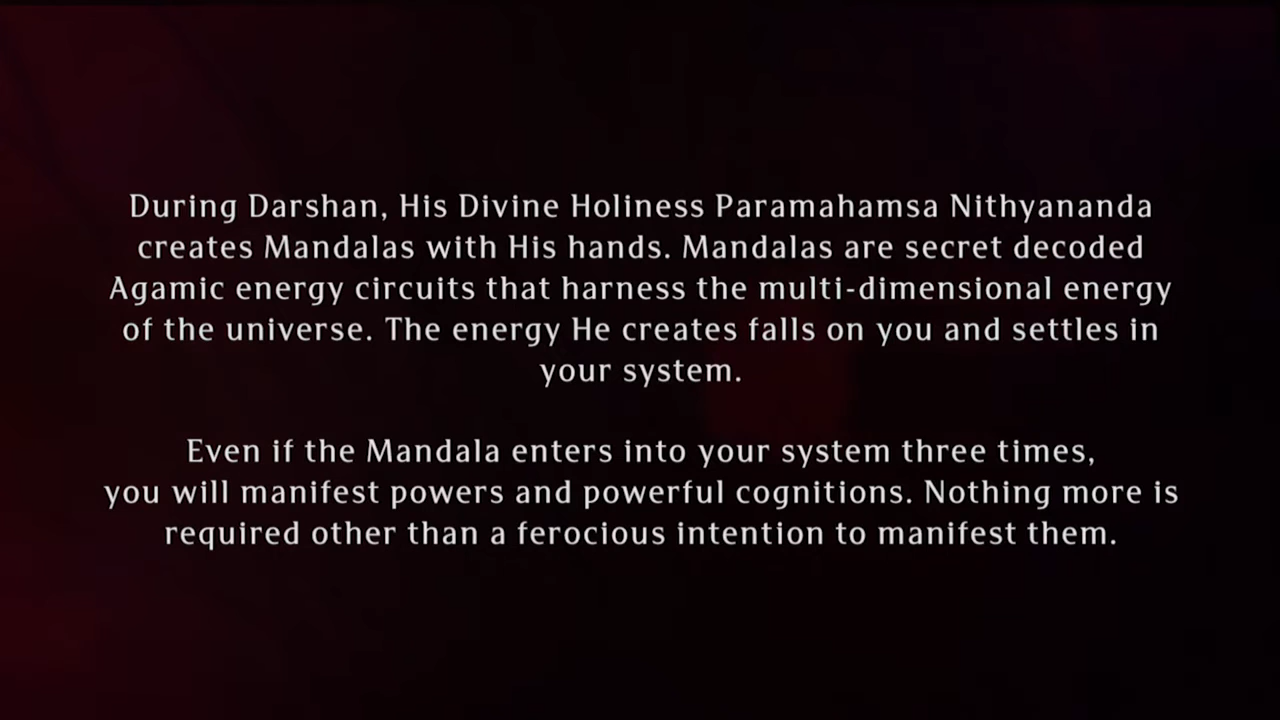 During Darshan, His Divine Holiness Paramahamsa Nithyananda
creates Mandalas with His hands. Mandalas are secret decoded
Agamic energy circuits that harness the multi-dimensional energy
of the universe. The energy He creates falls on you and settles in
your system.
Even if the Mandala enters into your system three times,
you will manifest powers and powerful cognitions. Nothing more is
required other than a ferocious intention to manifest them.